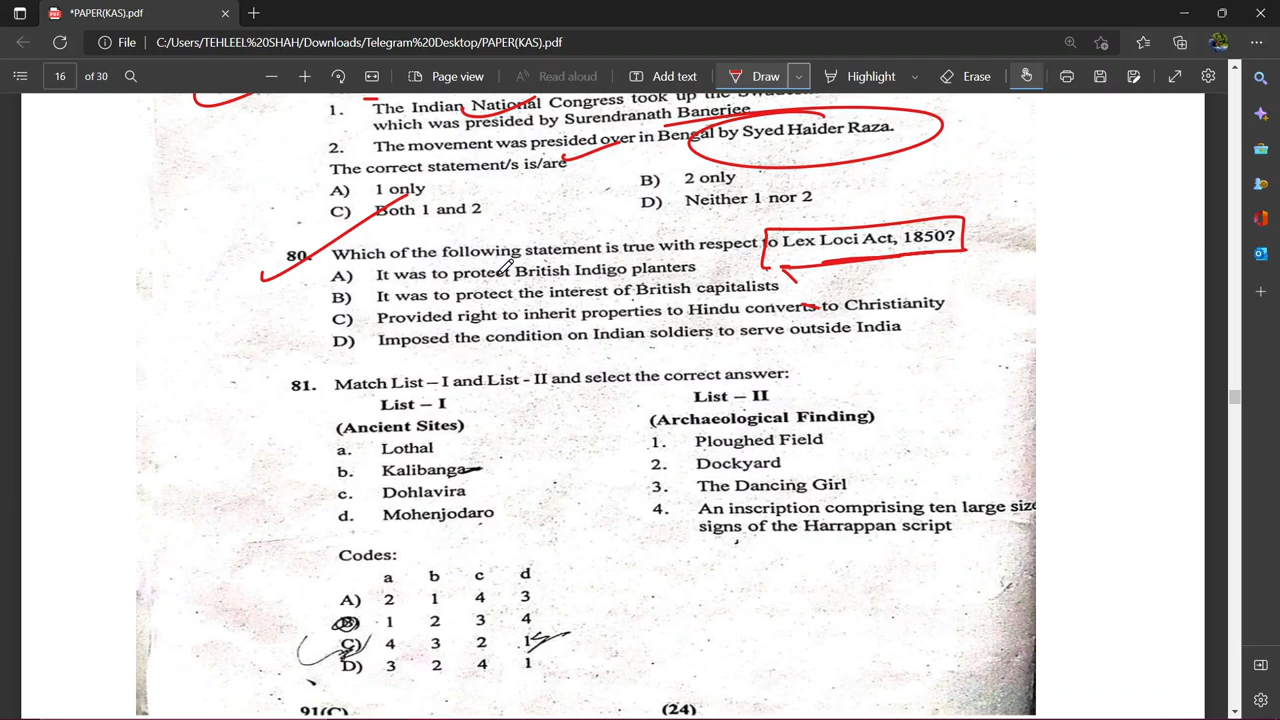 *PAPER(KAS).pdf
File
C:/Users/TEHLEEL%20SHAH/Downloads/Telegram%20Desktop/PAPER(KAS).pdf
16 of 30
Page view
Read aloud
Add text
Draw
Highlight
Erase
1. The Indian National Congress took up the
which was presided by Surendranath Banerjee
2. The movement was presided over in Bengal by Syed Haider Raza.
The correct statement/s is/are
A) 1 only B) 2 only
C) Both 1 and 2 D) Neither 1 nor 2
80. Which of the following statement is true with respect to Lex Loci Act, 1850?
A) It was to protect British Indigo planters
B) It was to protect the interest of British capitalists
C) Provided right to inherit properties to Hindu converts to Christianity
D) Imposed the condition on Indian soldiers to serve outside India
81. Match List – I and List - II and select the correct answer:
List – I List – II
(Ancient Sites) (Archaeological Finding)
a. Lothal 1. Ploughed Field
b. Kalibanga 2. Dockyard
c. Dohlavira 3. The Dancing Girl
d. Mohenjodaro 4. An inscription comprising ten large size
signs of the Harrappan script
Codes:
a b c d
A) 2 1 4 3
B) 1 2 3 4
C) 4 3 2 1
D) 3 2 4 1
91(C) (24)